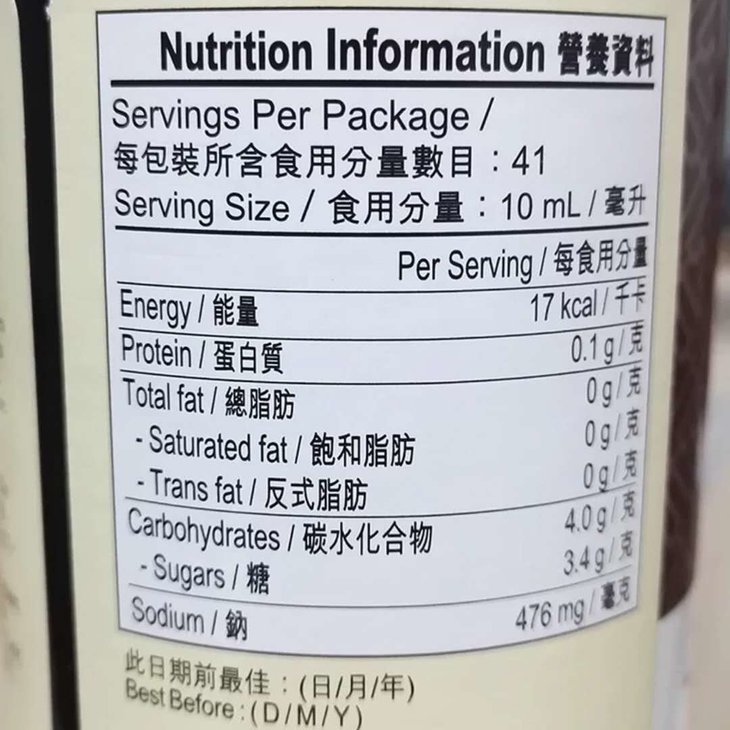 Nutrition Information 營養資料
Servings Per Package /
每包裝所含食用分量數目：41
Serving Size / 食用分量：10 mL / 毫升
Per Serving / 每食用分量
Energy / 能量 17 kcal / 千卡
Protein / 蛋白質 0.1 g / 克
Total fat / 總脂肪 0 g / 克
- Saturated fat / 飽和脂肪 0 g / 克
- Trans fat / 反式脂肪 0 g / 克
Carbohydrates / 碳水化合物 4.0 g / 克
- Sugars / 糖 3.4 g / 克
Sodium / 鈉 476 mg / 毫克
此日期前最佳：(日/月/年)
Best Before : (D/M/Y)